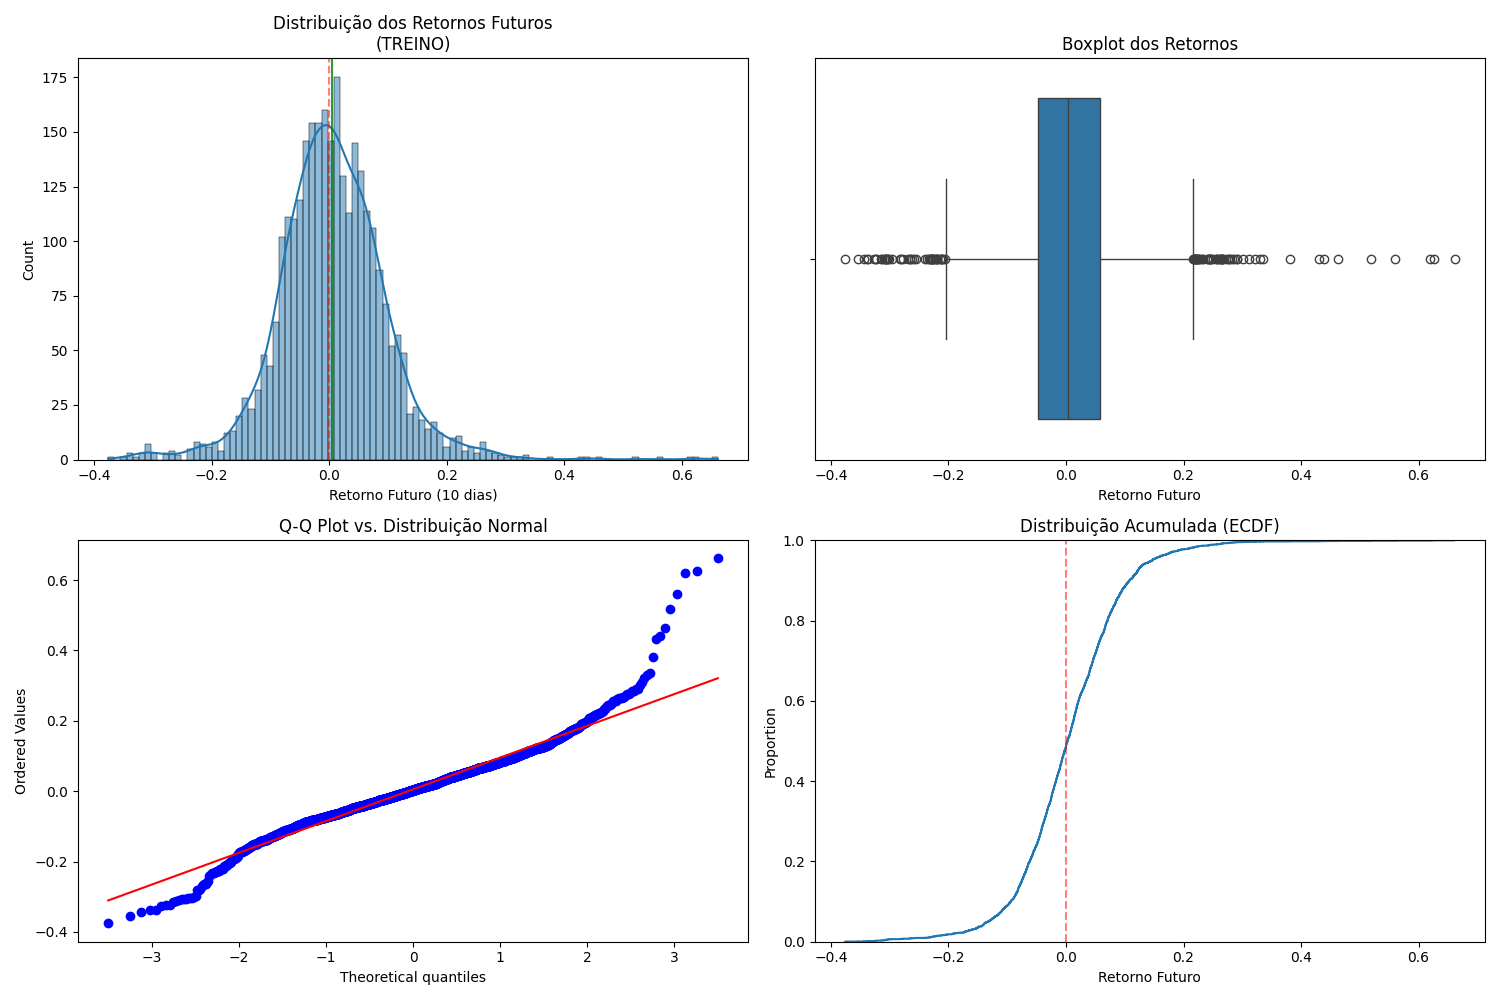 Distribuição dos Retornos Futuros
(TREINO)
175
150
125
100
75
50
25
0
Count
−0.4 −0.2 0.0 0.2 0.4 0.6
Retorno Futuro (10 dias)
Boxplot dos Retornos
−0.4 −0.2 0.0 0.2 0.4 0.6
Retorno Futuro
Q-Q Plot vs. Distribuição Normal
0.6
0.4
0.2
0.0
−0.2
−0.4
Ordered Values
−3 −2 −1 0 1 2 3
Theoretical quantiles
Distribuição Acumulada (ECDF)
1.0
0.8
0.6
0.4
0.2
0.0
Proportion
−0.4 −0.2 0.0 0.2 0.4 0.6
Retorno Futuro